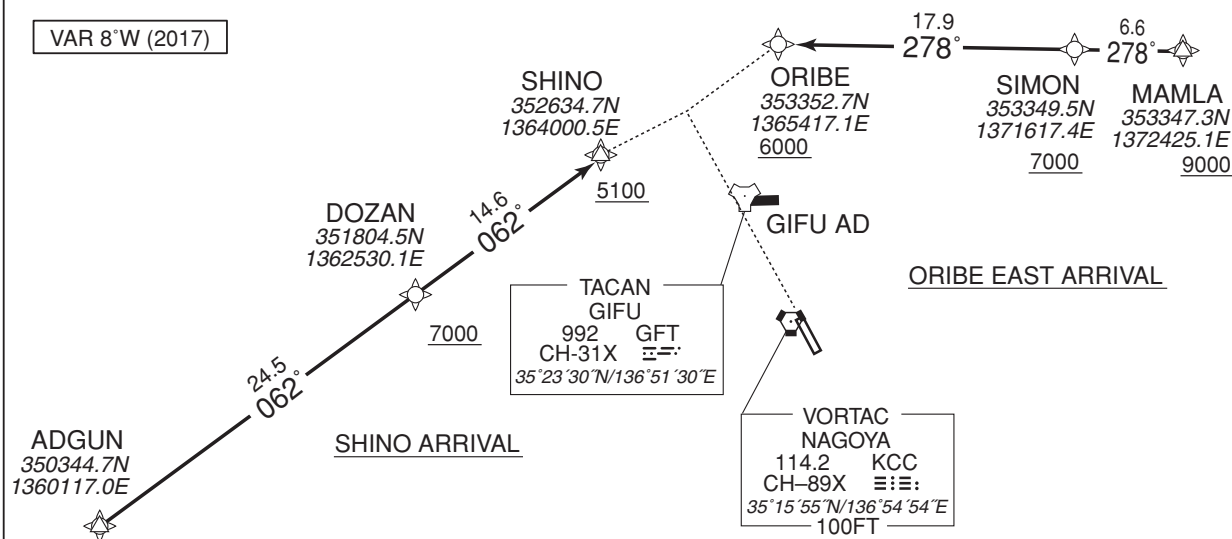 VAR 8°W (2017)
17.9
278°
6.6
278°
SHINO
352634.7N
1364000.5E
5100
ORIBE
353352.7N
1365417.1E
6000
SIMON
353349.5N
1371617.4E
7000
MAMLA
353347.3N
1372425.1E
9000
14.6
062°
DOZAN
351804.5N
1362530.1E
7000
GIFU AD
ORIBE EAST ARRIVAL
TACAN
GIFU
992 GFT
CH-31X
35°23′30″N/136°51′30″E
24.5
062°
SHINO ARRIVAL
ADGUN
350344.7N
1360117.0E
VORTAC
NAGOYA
114.2 KCC
CH–89X
35°15′55″N/136°54′54″E
100FT